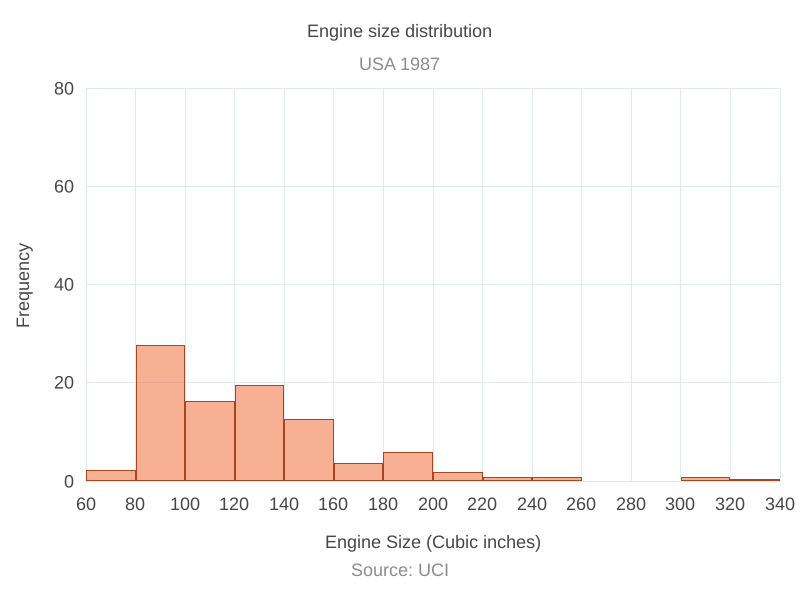 Engine size distribution
USA 1987
80
60
40
20
0
Frequency
60 80 100 120 140 160 180 200 220 240 260 280 300 320 340
Engine Size (Cubic inches)
Source: UCI